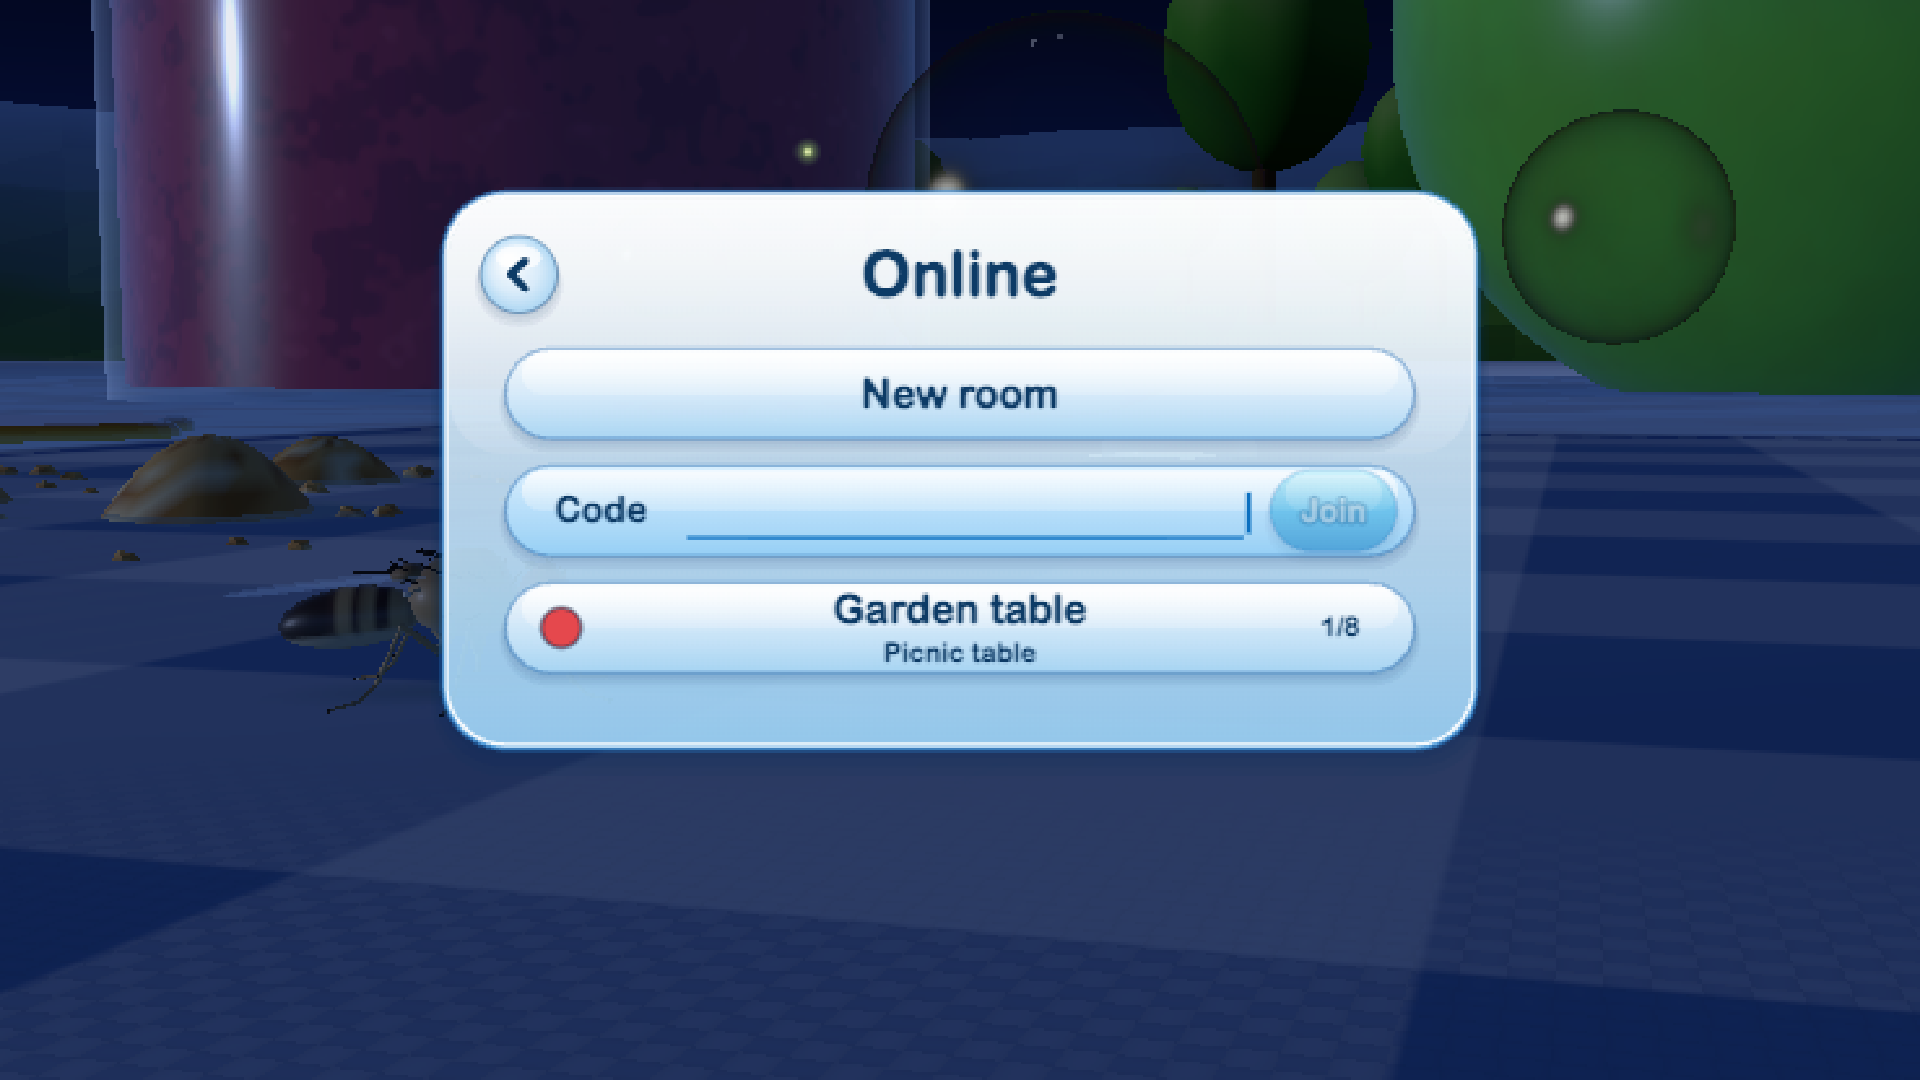 Online
New room
Code
Join
Garden table
Picnic table
1/8